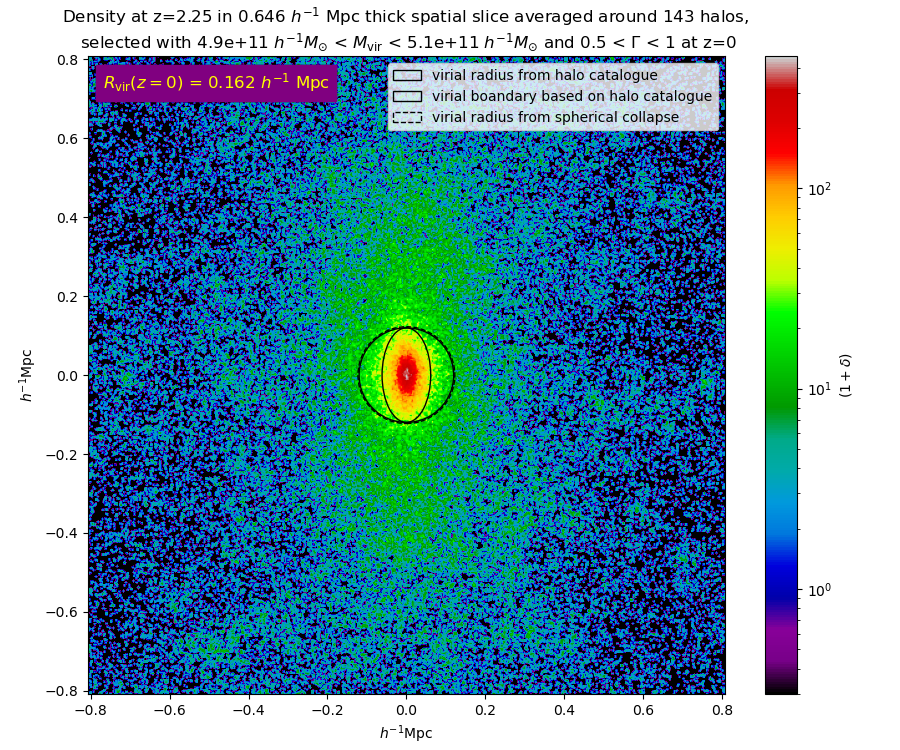 Density at z=2.25 in 0.646 h⁻¹ Mpc thick spatial slice averaged around 143 halos,
selected with 4.9e+11 h⁻¹M⊙ < Mvir < 5.1e+11 h⁻¹M⊙ and 0.5 < Γ < 1 at z=0
Rvir(z = 0) = 0.162 h⁻¹ Mpc
virial radius from halo catalogue
virial boandary based on halo catalogue
virial radius from spherical collapse
0.8
0.6
0.4
0.2
0.0
−0.2
−0.4
−0.6
−0.8
h⁻¹Mpc
−0.8 −0.6 −0.4 −0.2 0.0 0.2 0.4 0.6 0.8
h⁻¹Mpc
10²
10¹
10⁰
(1 + δ)